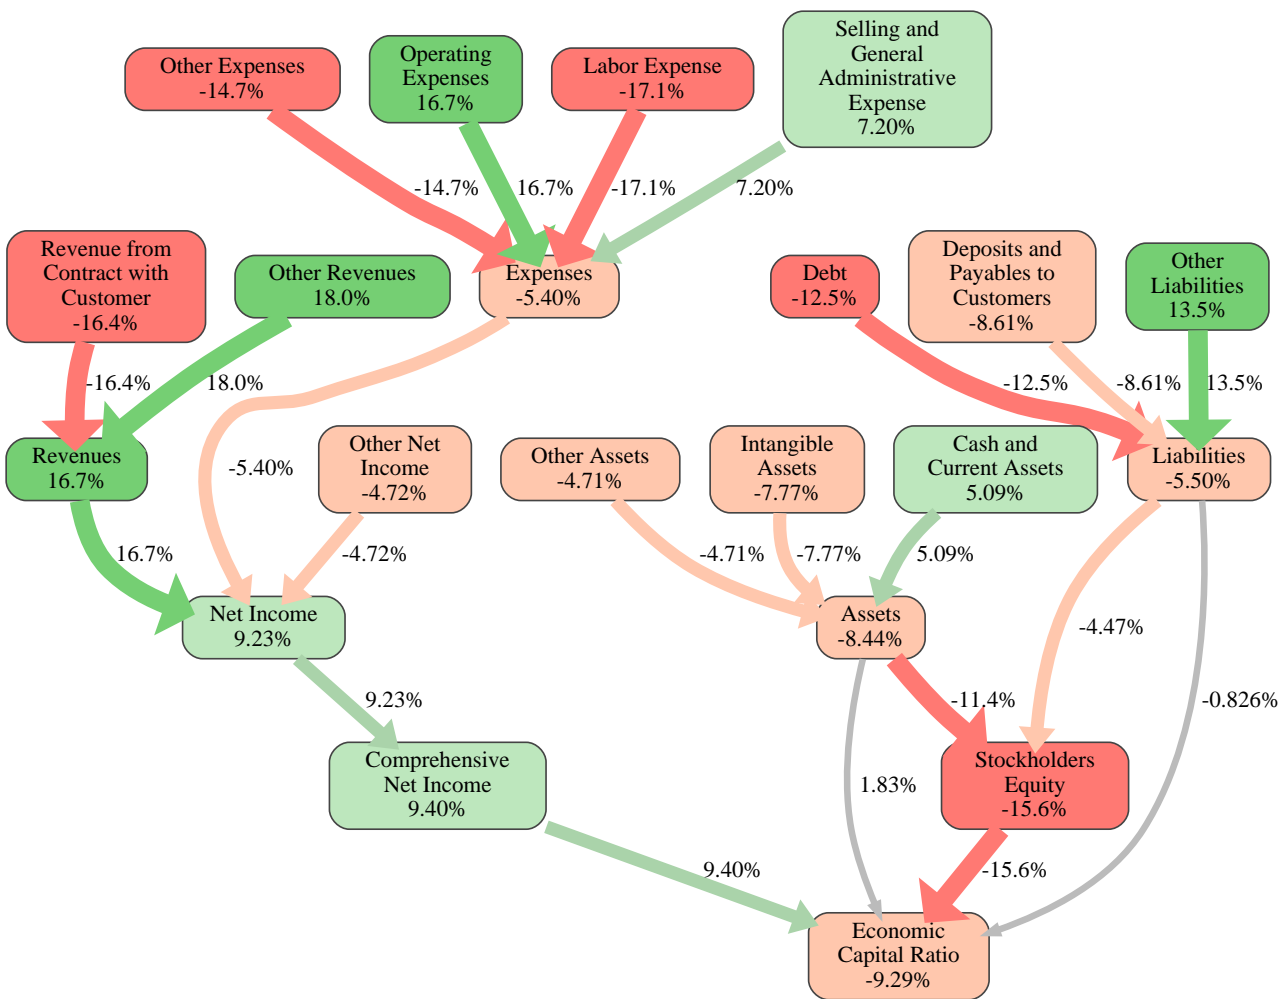 Other Expenses
-14.7%
Operating
Expenses
16.7%
Labor Expense
-17.1%
Selling and
General
Administrative
Expense
7.20%
-14.7%
16.7%
-17.1%
7.20%
Revenue from
Contract with
Customer
-16.4%
Other Revenues
18.0%
Expenses
-5.40%
Debt
-12.5%
Deposits and
Payables to
Customers
-8.61%
Other
Liabilities
13.5%
-16.4%
18.0%
-12.5%
-8.61%
13.5%
Revenues
16.7%
-5.40%
Other Net
Income
-4.72%
Other Assets
-4.71%
Intangible
Assets
-7.77%
Cash and
Current Assets
5.09%
Liabilities
-5.50%
16.7%
-4.72%
-4.71%
-7.77%
5.09%
Net Income
9.23%
Assets
-8.44%
-4.47%
9.23%
-11.4%
-0.826%
Comprehensive
Net Income
9.40%
1.83%
Stockholders
Equity
-15.6%
9.40%
-15.6%
Economic
Capital Ratio
-9.29%